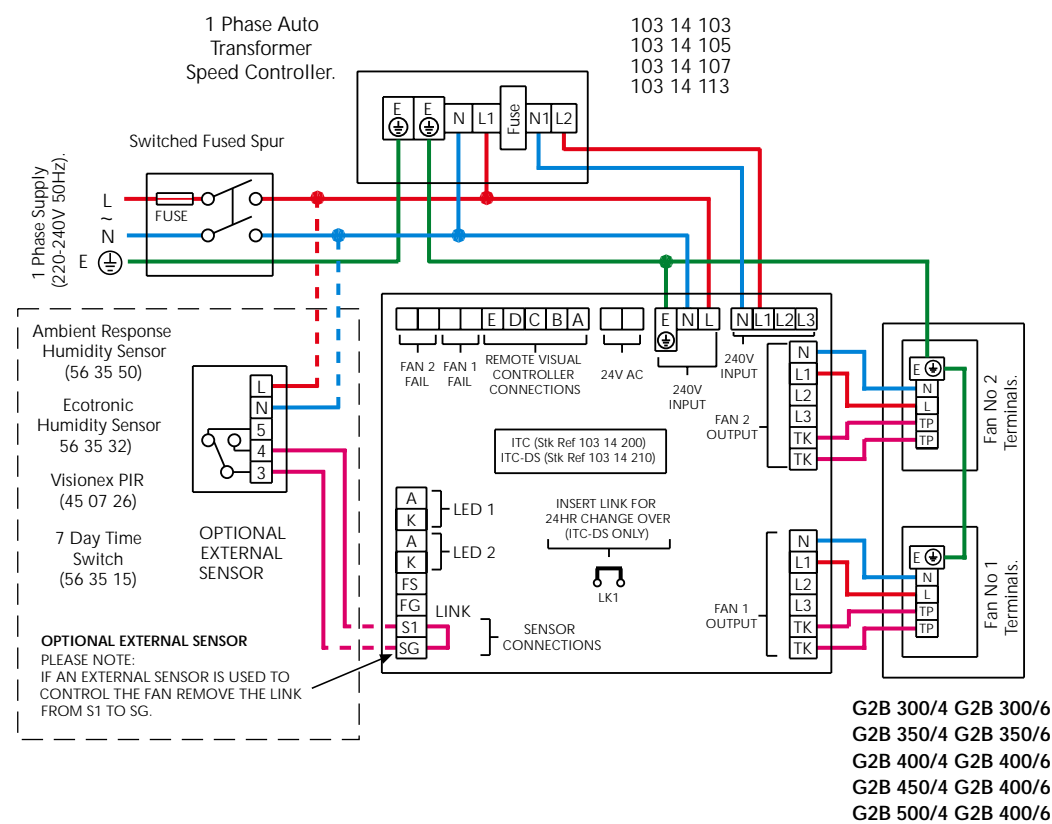 1 Phase Auto
Transformer
Speed Controller.
103 14 103
103 14 105
103 14 107
103 14 113
E E N L1 Fuse N1 L2
Switched Fused Spur
1 Phase Supply
(220-240V 50Hz).
L
~
N
E
FUSE
Ambient Response
Humidity Sensor
(56 35 50)
Ecotronic
Humidity Sensor
56 35 32)
Visionex PIR
(45 07 26)
7 Day Time
Switch
(56 35 15)
L
N
5
4
3
OPTIONAL
EXTERNAL
SENSOR
OPTIONAL EXTERNAL SENSOR
PLEASE NOTE:
IF AN EXTERNAL SENSOR IS USED TO
CONTROL THE FAN REMOVE THE LINK
FROM S1 TO SG.
E D C B A
E N L
N L1 L2 L3
FAN 2
FAIL
FAN 1
FAIL
REMOTE VISUAL
CONTROLLER
CONNECTIONS
24V AC
240V
INPUT
240V
INPUT
ITC (Stk Ref 103 14 200)
ITC-DS (Stk Ref 103 14 210)
INSERT LINK FOR
24HR CHANGE OVER
(ITC-DS ONLY)
LK1
A
K
A
K
FS
FG
S1
SG
LED 1
LED 2
LINK
SENSOR
CONNECTIONS
FAN 2
OUTPUT
N
L1
L2
L3
TK
TK
FAN 1
OUTPUT
N
L1
L2
L3
TK
TK
E
N
L
TP
TP
Fan No 2
Terminals.
E
N
L
TP
TP
Fan No 1
Terminals.
G2B 300/4 G2B 300/6
G2B 350/4 G2B 350/6
G2B 400/4 G2B 400/6
G2B 450/4 G2B 400/6
G2B 500/4 G2B 400/6